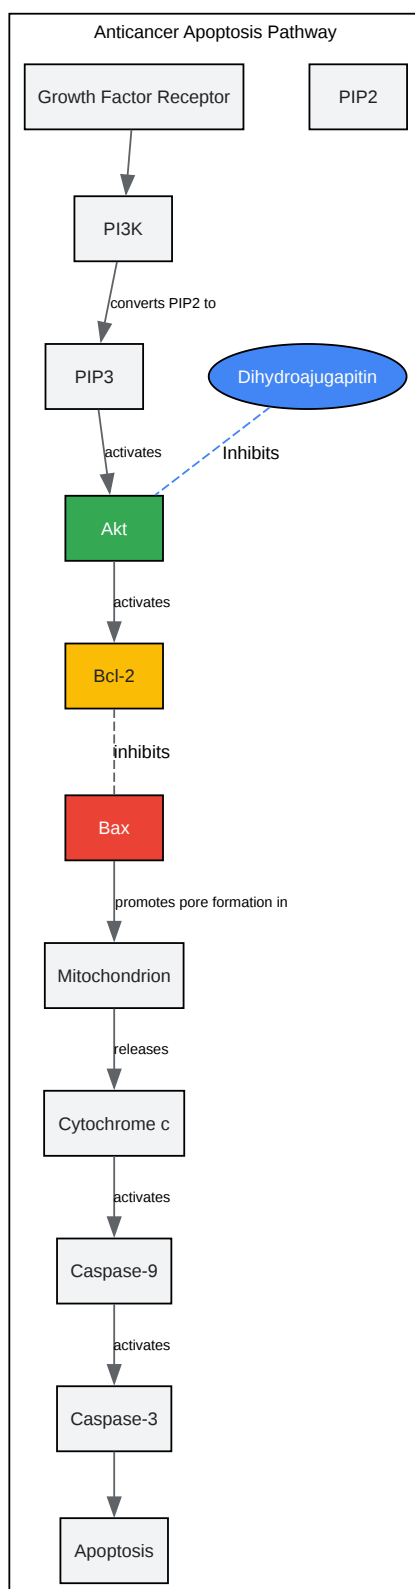 Anticancer Apoptosis Pathway
Growth Factor Receptor
PIP2
PI3K
converts PIP2 to
PIP3
Dihydroajugapitin
activates
Inhibits
Akt
activates
Bcl-2
inhibits
Bax
promotes pore formation in
Mitochondrion
releases
Cytochrome c
activates
Caspase-9
activates
Caspase-3
Apoptosis